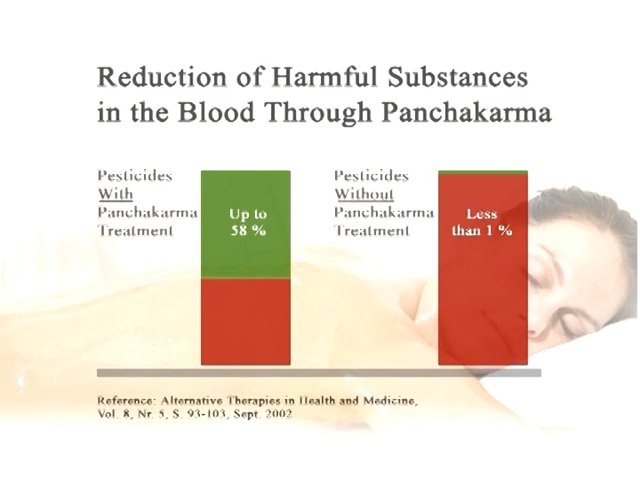 Reduction of Harmful Substances
in the Blood Through Panchakarma
Pesticides
With
Panchakarma
Treatment
Up to
58 %
Pesticides
Without
Panchakarma
Treatment
Less
than 1 %
Reference: Alternative Therapies in Health and Medicine,
Vol. 8, Nr. 5, S. 93-103, Sept. 2002